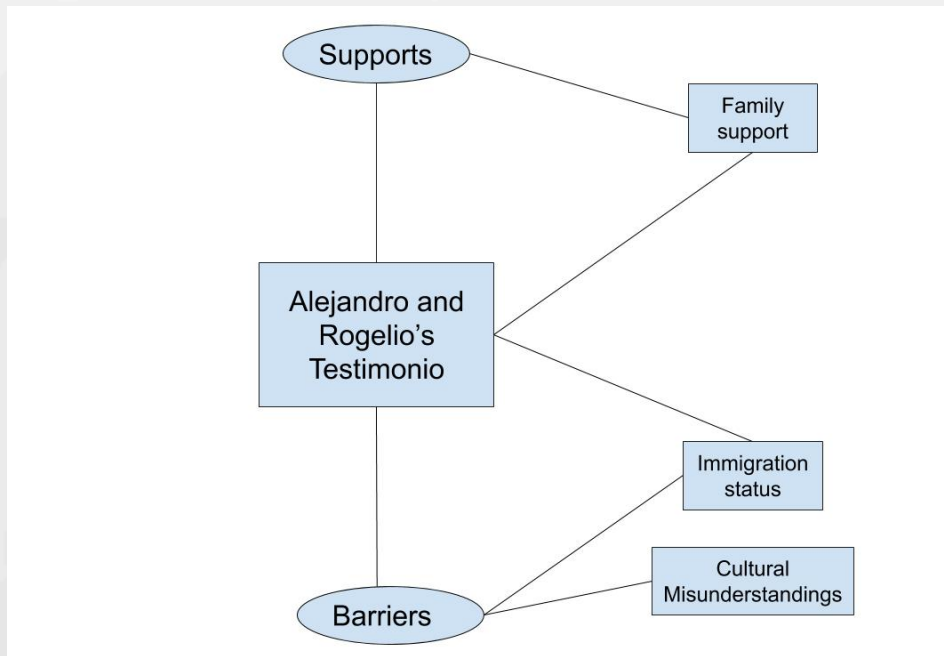 Supports
Family
support
Alejandro and
Rogelio’s
Testimonio
Immigration
status
Cultural
Misunderstandings
Barriers